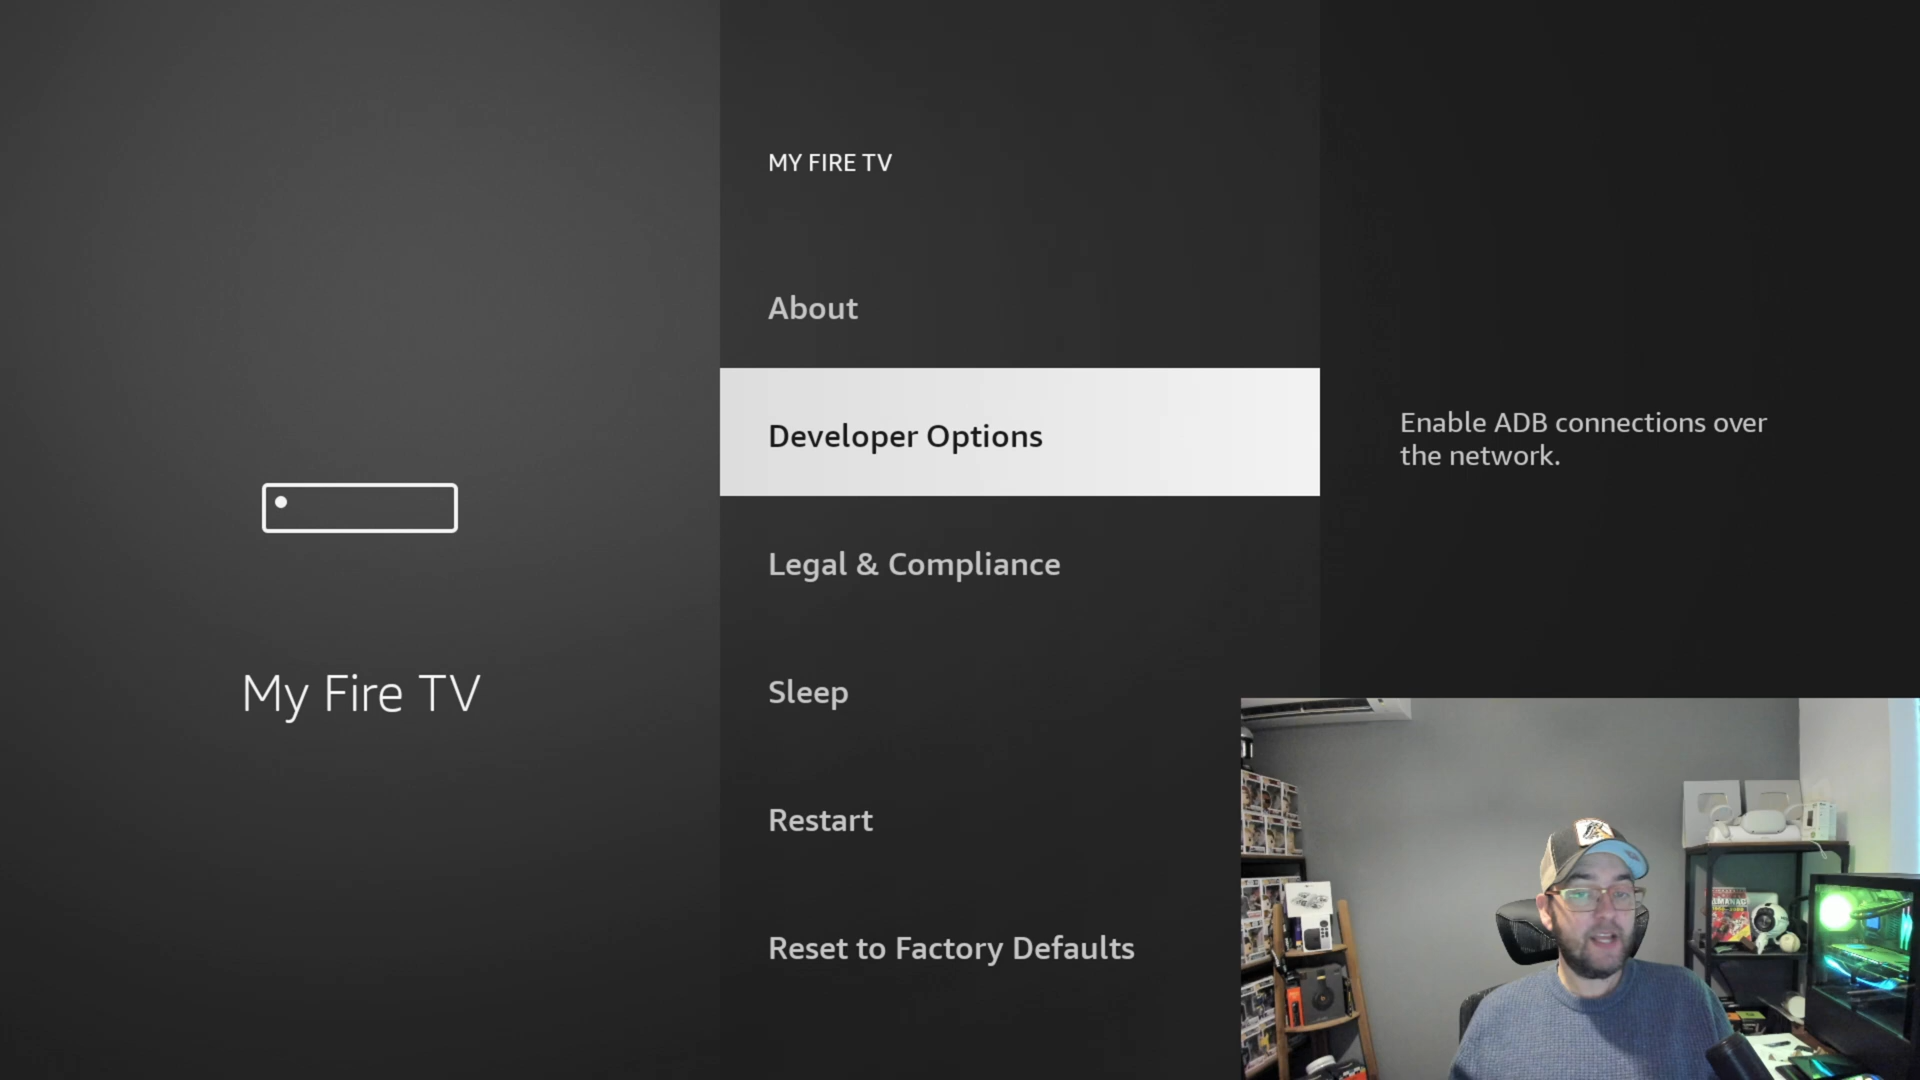 MY FIRE TV
About
Developer Options
Enable ADB connections over
the network.
Legal & Compliance
My Fire TV
Sleep
Restart
Reset to Factory Defaults
ALMANAC